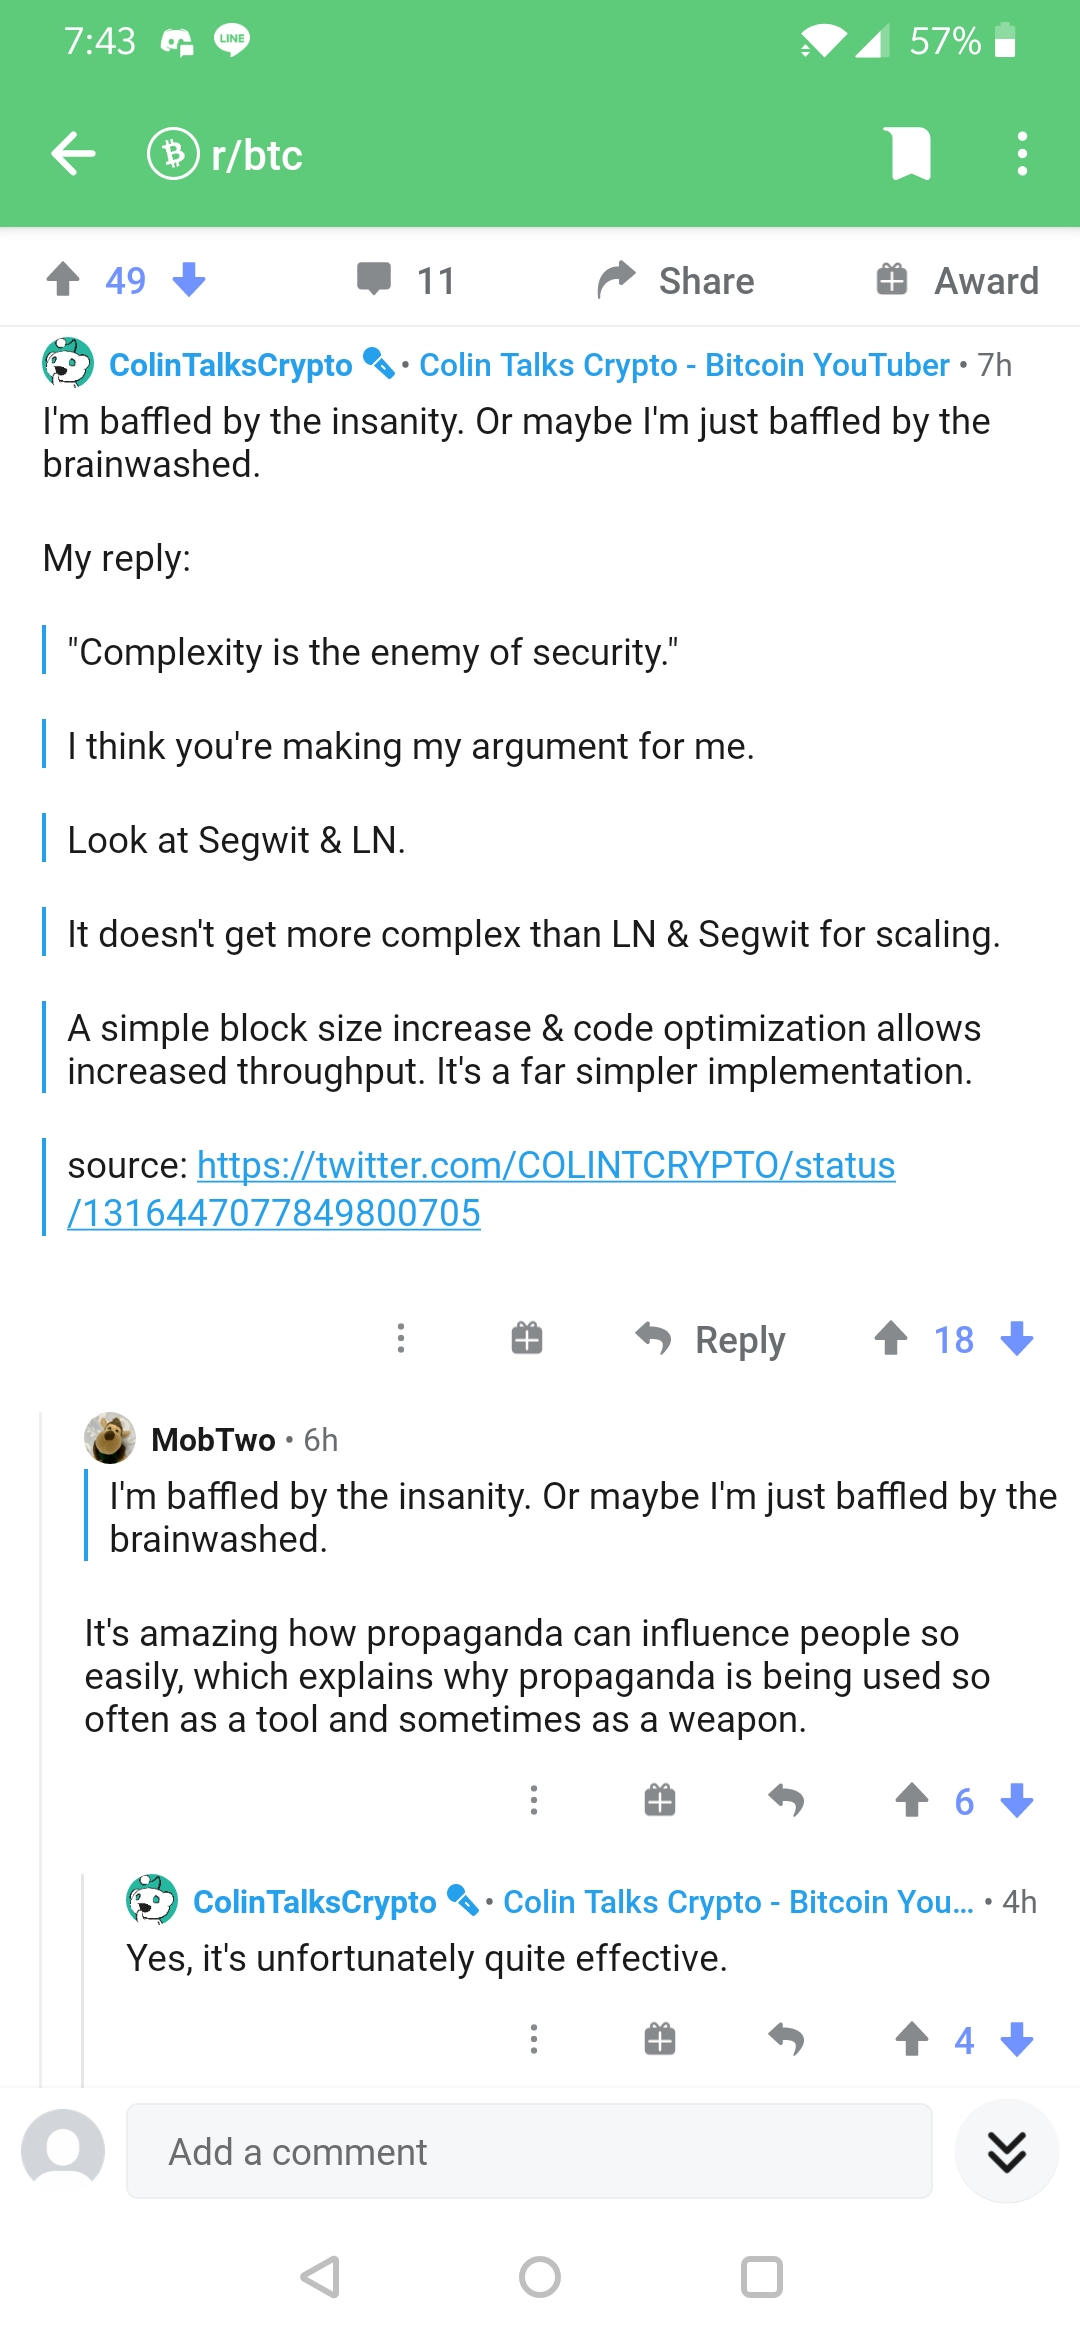 7:43
LINE
57%
r/btc
49
11
Share
Award
ColinTalksCrypto • Colin Talks Crypto - Bitcoin YouTuber • 7h
I'm baffled by the insanity. Or maybe I'm just baffled by the
brainwashed.
My reply:
"Complexity is the enemy of security."
I think you're making my argument for me.
Look at Segwit & LN.
It doesn't get more complex than LN & Segwit for scaling.
A simple block size increase & code optimization allows
increased throughput. It's a far simpler implementation.
source: https://twitter.com/COLINTCRYPTO/status
/1316447077849800705
Reply
18
MobTwo • 6h
I'm baffled by the insanity. Or maybe I'm just baffled by the
brainwashed.
It's amazing how propaganda can influence people so
easily, which explains why propaganda is being used so
often as a tool and sometimes as a weapon.
6
ColinTalksCrypto • Colin Talks Crypto - Bitcoin You... • 4h
Yes, it's unfortunately quite effective.
4
Add a comment